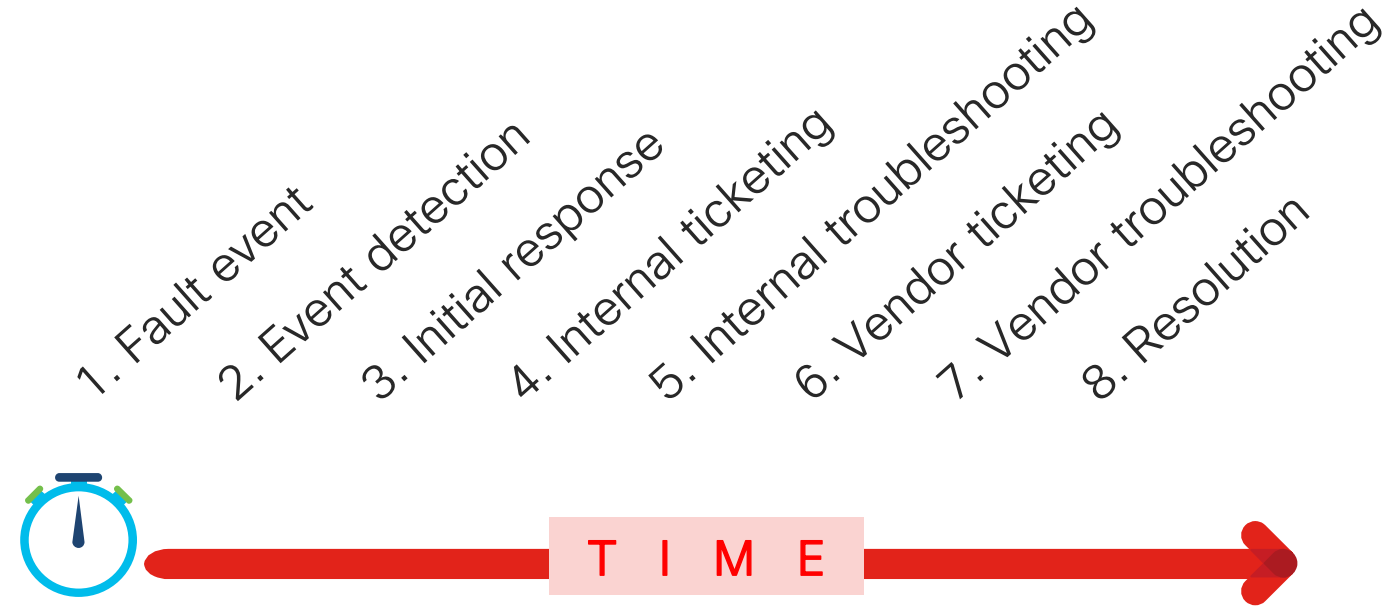 1. Fault event
2. Event detection
3. Initial response
4. Internal ticketing
5. Internal troubleshooting
6. Vendor ticketing
7. Vendor troubleshooting
8. Resolution
TIME